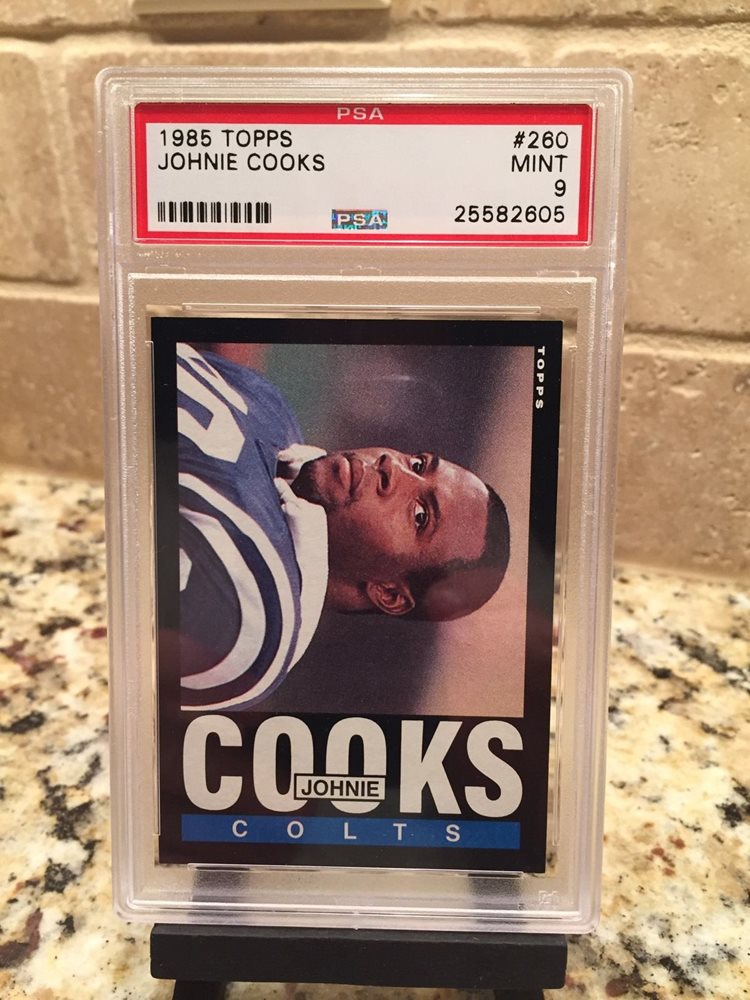 PSA
1985 TOPPS #260
JOHNIE COOKS MINT
9
PSA 25582605
TOPPS
COOKS
JOHNIE
COLTS